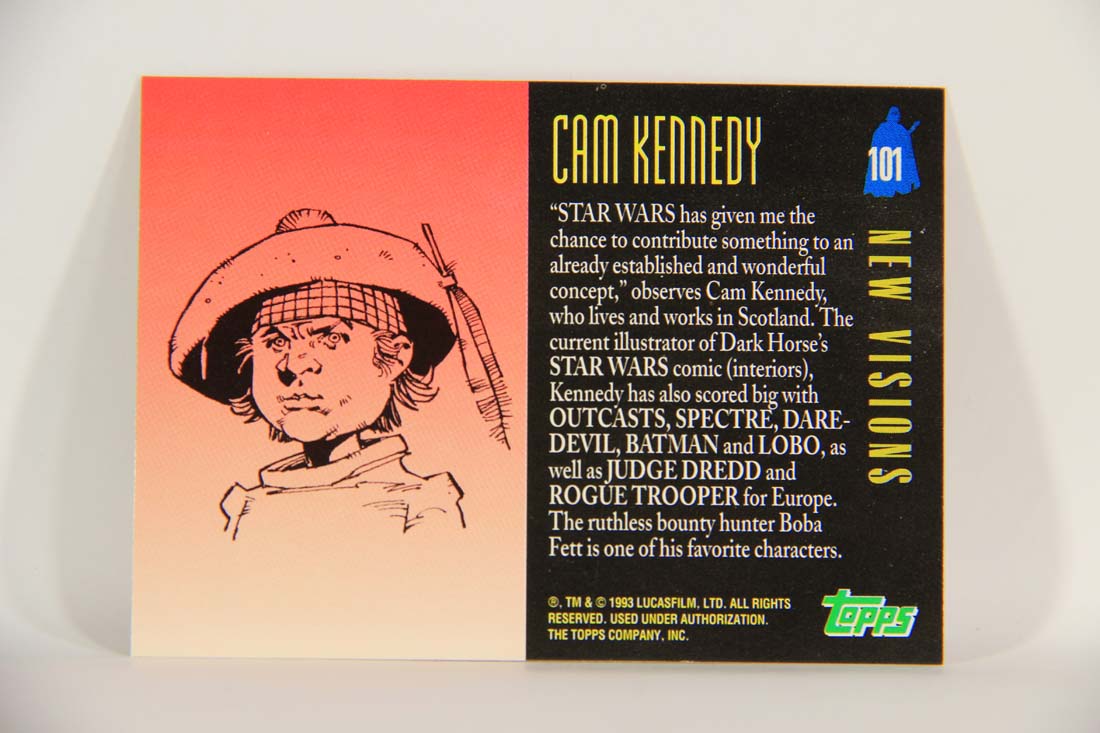 CAM KENNEDY
101
NEW VISIONS
“STAR WARS has given me the
chance to contribute something to an
already established and wonderful
concept,” observes Cam Kennedy,
who lives and works in Scotland. The
current illustrator of Dark Horse’s
STAR WARS comic (interiors),
Kennedy has also scored big with
OUTCASTS, SPECTRE, DARE-
DEVIL, BATMAN and LOBO, as
well as JUDGE DREDD and
ROGUE TROOPER for Europe.
The ruthless bounty hunter Boba
Fett is one of his favorite characters.
®, TM & © 1993 LUCASFILM, LTD. ALL RIGHTS
RESERVED. USED UNDER AUTHORIZATION.
THE TOPPS COMPANY, INC.
topps